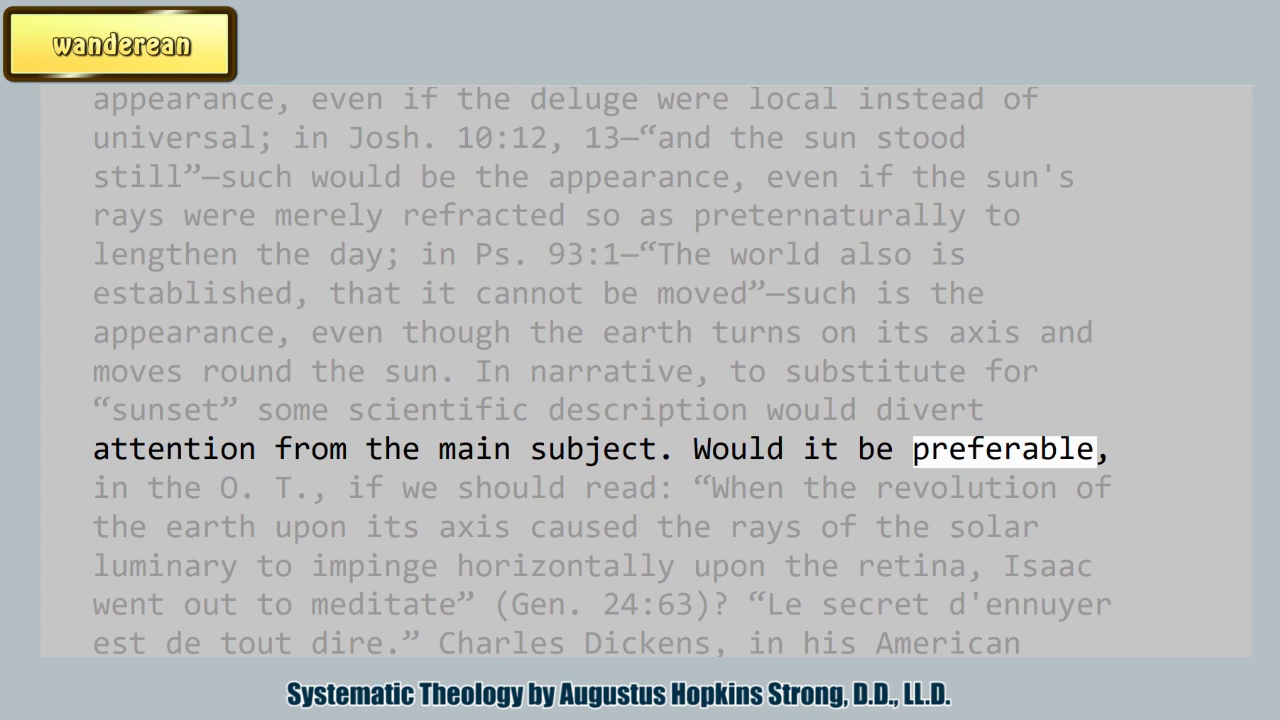 wanderean
appearance, even if the deluge were local instead of
universal; in Josh. 10:12, 13—“and the sun stood
still”—such would be the appearance, even if the sun's
rays were merely refracted so as preternaturally to
lengthen the day; in Ps. 93:1—“The world also is
established, that it cannot be moved”—such is the
appearance, even though the earth turns on its axis and
moves round the sun. In narrative, to substitute for
“sunset” some scientific description would divert
attention from the main subject. Would it be preferable,
in the O. T., if we should read: “When the revolution of
the earth upon its axis caused the rays of the solar
luminary to impinge horizontally upon the retina, Isaac
went out to meditate” (Gen. 24:63)? “Le secret d'ennuyer
est de tout dire.” Charles Dickens, in his American
Systematic Theology by Augustus Hopkins Strong, D.D., LL.D.